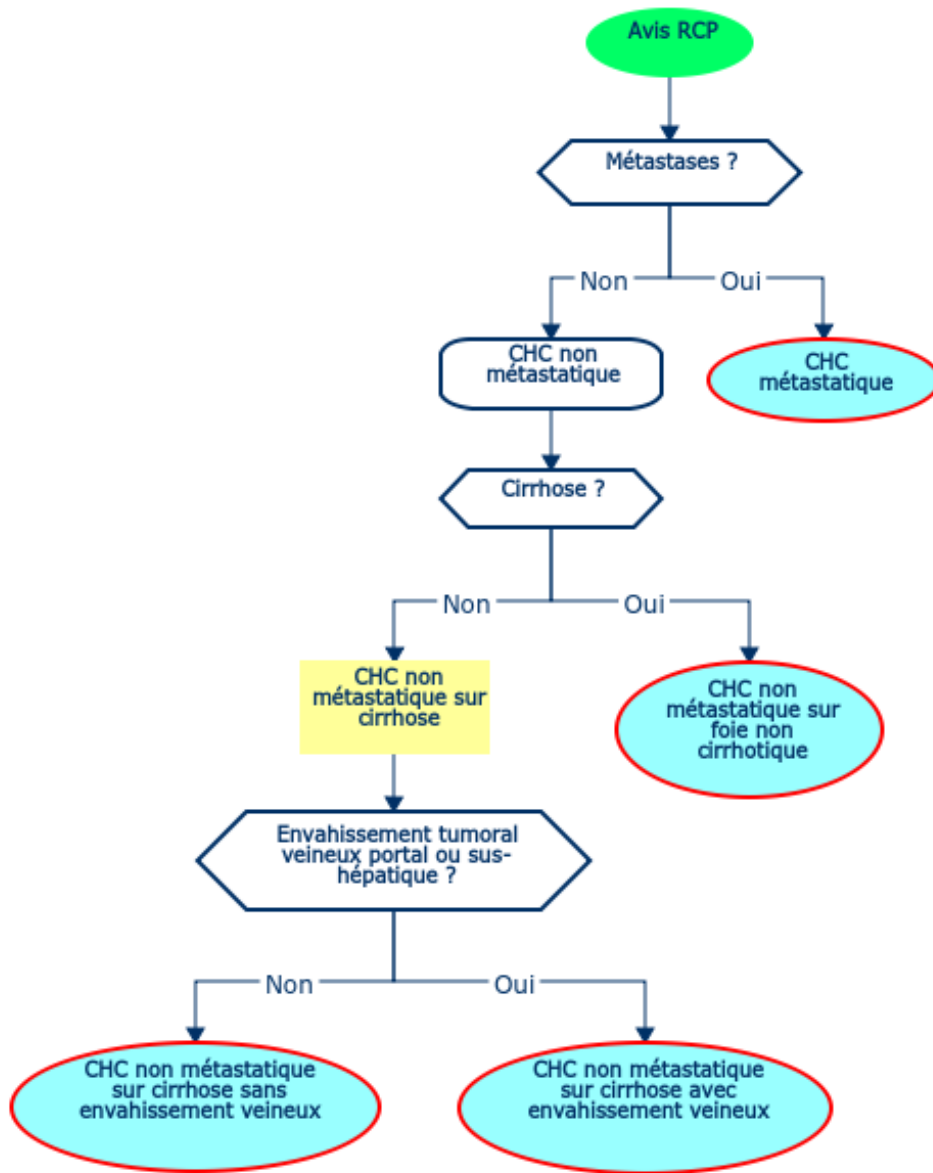 Avis RCP
Métastases ?
Non
Oui
CHC non
métastatique
CHC
métastatique
Cirrhose ?
Non
Oui
CHC non
métastatique sur
cirrhose
CHC non
métastatique sur
foie non
cirrhotique
Envahissement tumoral
veineux portal ou sus-
hépatique ?
Non
Oui
CHC non métastatique
sur cirrhose sans
envahissement veineux
CHC non métastatique
sur cirrhose avec
envahissement veineux